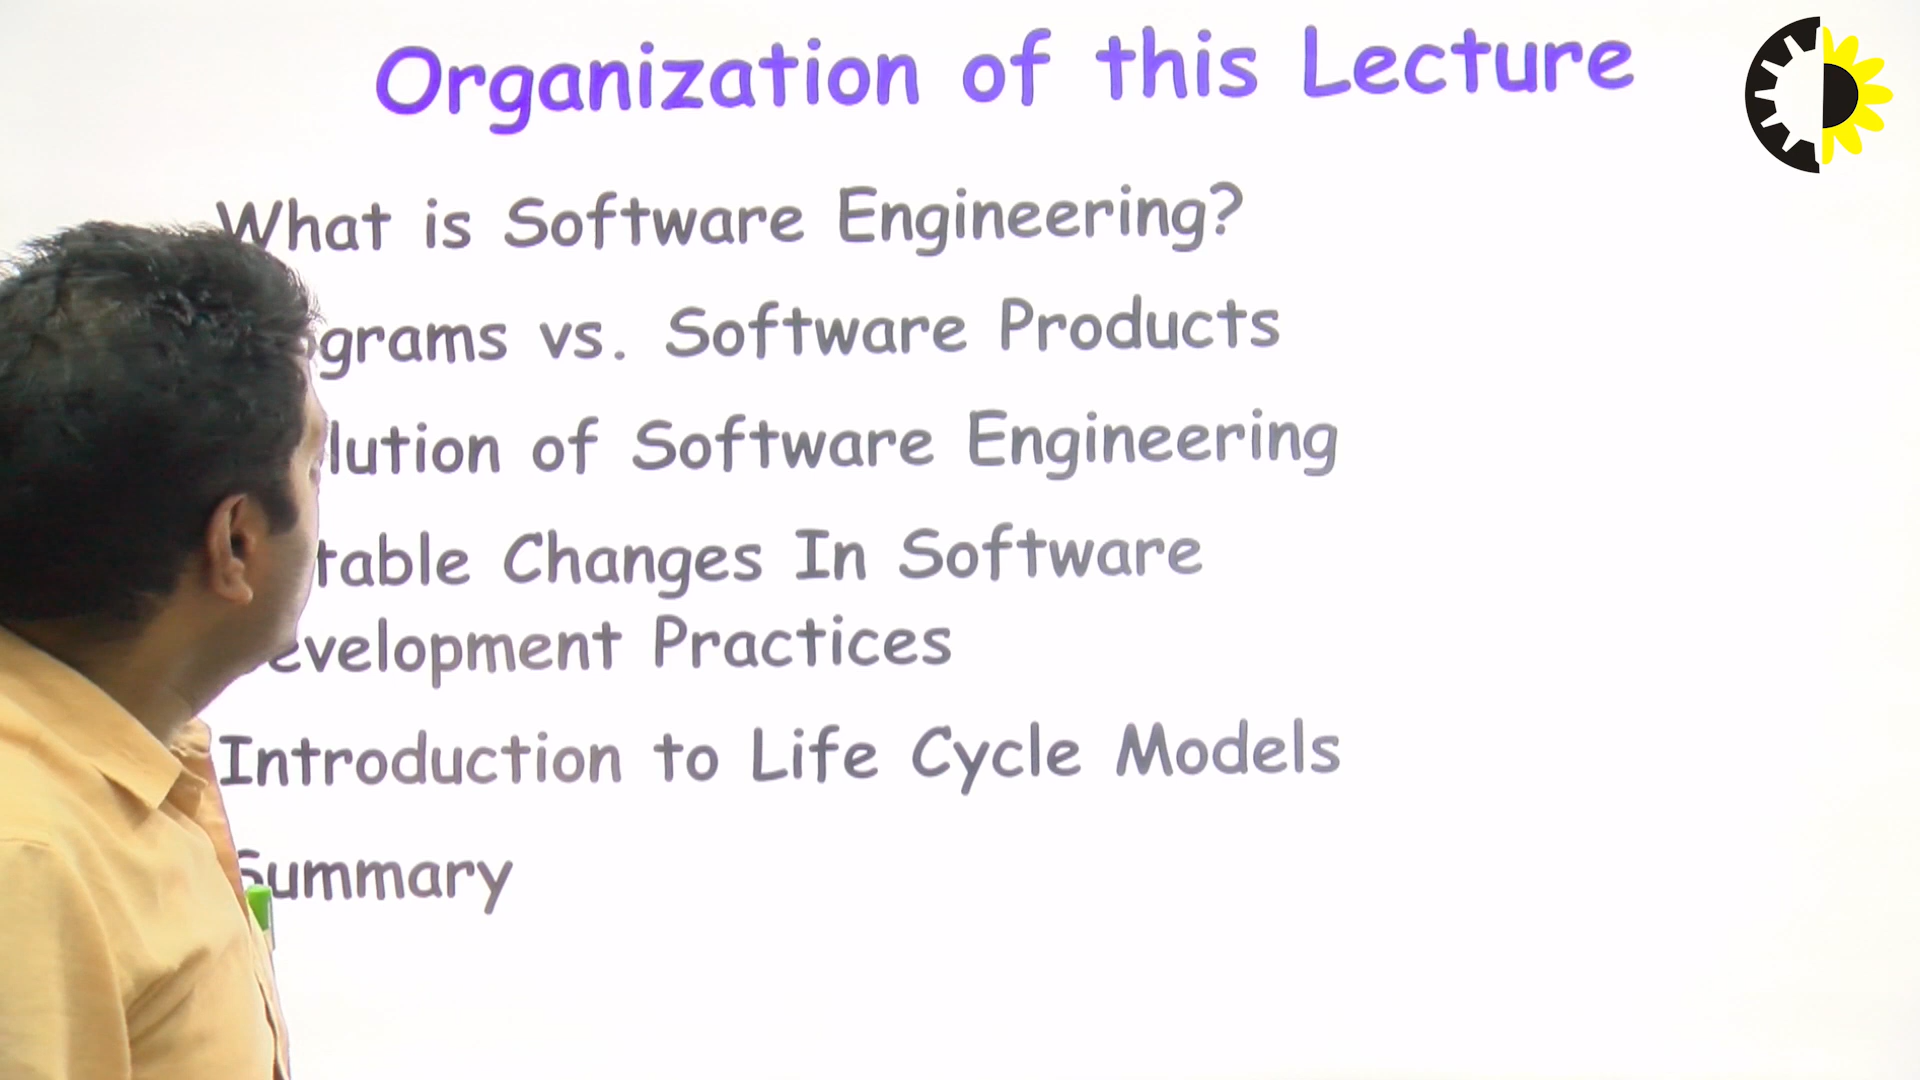 Organization of this Lecture
What is Software Engineering?
grams vs. Software Products
lution of Software Engineering
table Changes In Software
evelopment Practices
Introduction to Life Cycle Models
Summary